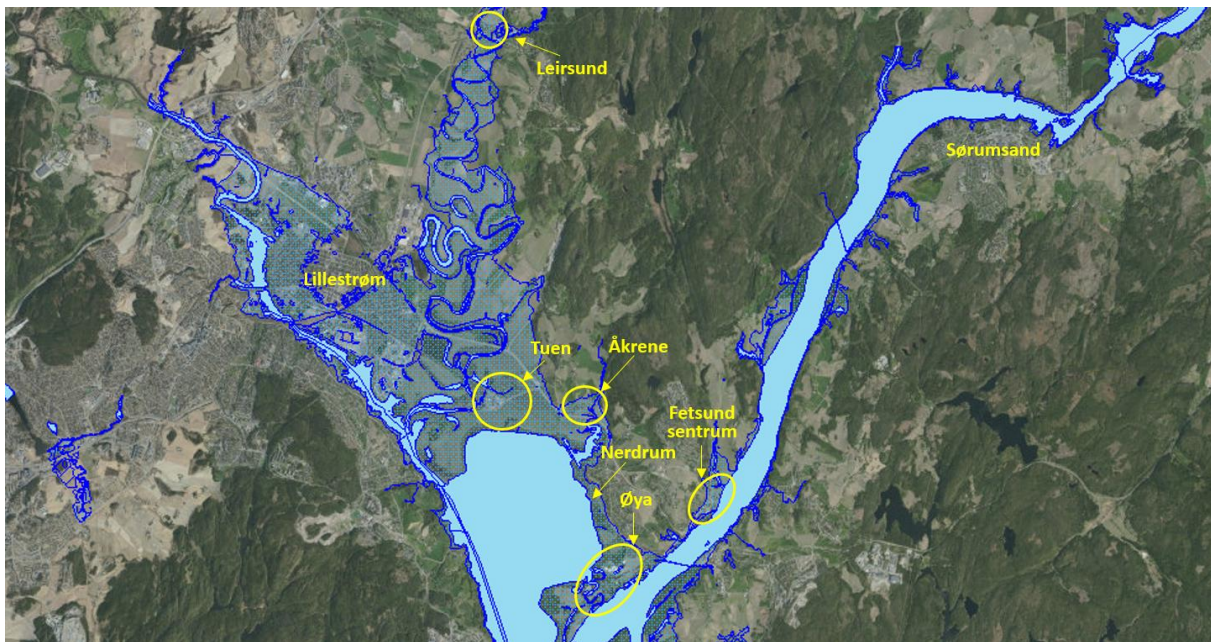 Leirsund
Sørumsand
Lillestrøm
Tuen
Åkrene
Fetsund
sentrum
Nerdrum
Øya